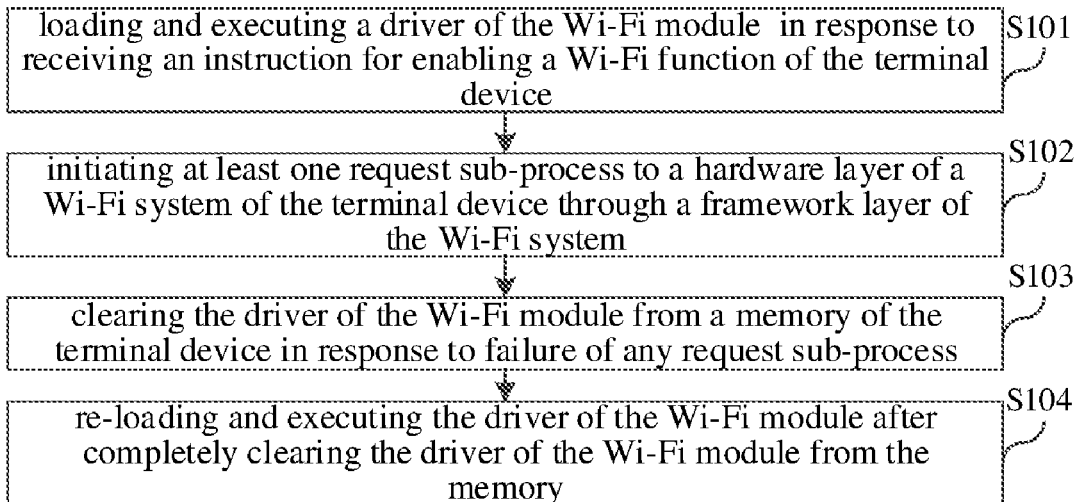 loading and executing a driver of the Wi-Fi module in response to
receiving an instruction for enabling a Wi-Fi function of the terminal
device
S101
initiating at least one request sub-process to a hardware layer of a
Wi-Fi system of the terminal device through a framework layer of
the Wi-Fi system
S102
clearing the driver of the Wi-Fi module from a memory of the
terminal device in response to failure of any request sub-process
S103
re-loading and executing the driver of the Wi-Fi module after
completely clearing the driver of the Wi-Fi module from the
memory
S104